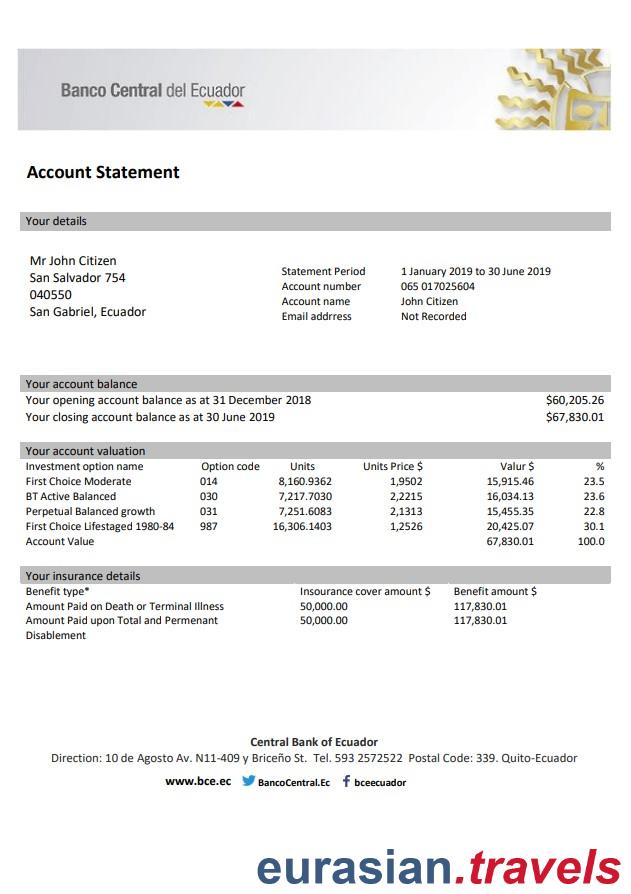 Banco Central del Ecuador
Account Statement
Your details
Mr John Citizen
San Salvador 754
040550
San Gabriel, Ecuador
Statement Period 1 January 2019 to 30 June 2019
Account number 065 017025604
Account name John Citizen
Email adrress Not Recorded
Your account balance
Your opening account balance as at 31 December 2018 $60,205.26
Your closing account balance as at 30 June 2019 $67,830.01
Your account valuation
Investment option name Option code Units Units Price $ Valur $ %
First Choice Moderate 014 8,160.9362 1,9502 15,915.46 23.5
BT Active Balanced 030 7,217.7030 2,2215 16,034.13 23.6
Perpetual Balanced growth 031 7,251.6083 2,1313 15,455.35 22.8
First Choice Lifestaged 1980-84 987 16,306.1403 1,2526 20,425.07 30.1
Account Value 67,830.01 100.0
Your insurance details
Benefit type* Insourance cover amount $ Benefit amount $
Amount Paid on Death or Terminal Illness 50,000.00 117,830.01
Amount Paid upon Total and Permenant 50,000.00 117,830.01
Disablement
Central Bank of Ecuador
Direction: 10 de Agosto Av. N11-409 y Briceño St. Tel. 593 2572522 Postal Code: 339. Quito-Ecuador
www.bce.ec BancoCentral.Ec bceecuador
eurasian.travels